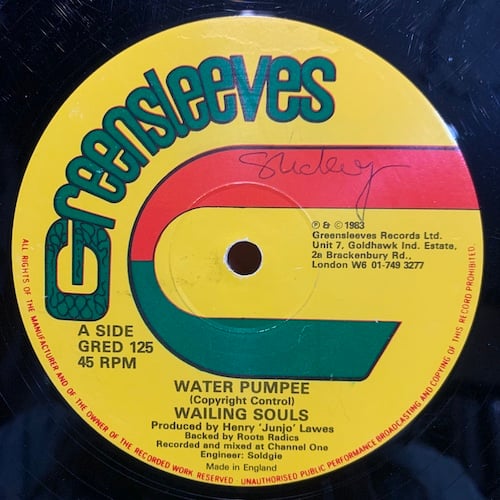 Greensleeves
℗ & © 1983
Greensleeves Records Ltd.
Unit 7, Goldhawk Ind. Estate,
2a Brackenbury Rd.,
London W6 01-749 3277
A SIDE
GRED 125
45 RPM
WATER PUMPEE
(Copyright Control)
WAILING SOULS
Produced by Henry 'Junjo' Lawes
Backed by Roots Radics
Recorded and mixed at Channel One
Engineer: Soldgie
Made in England
ALL RIGHTS OF THE MANUFACTURER AND OF THE OWNER OF THE RECORDED WORK RESERVED - UNAUTHORISED PUBLIC PERFORMANCE BROADCASTING AND COPYING OF THIS RECORD PROHIBITED.